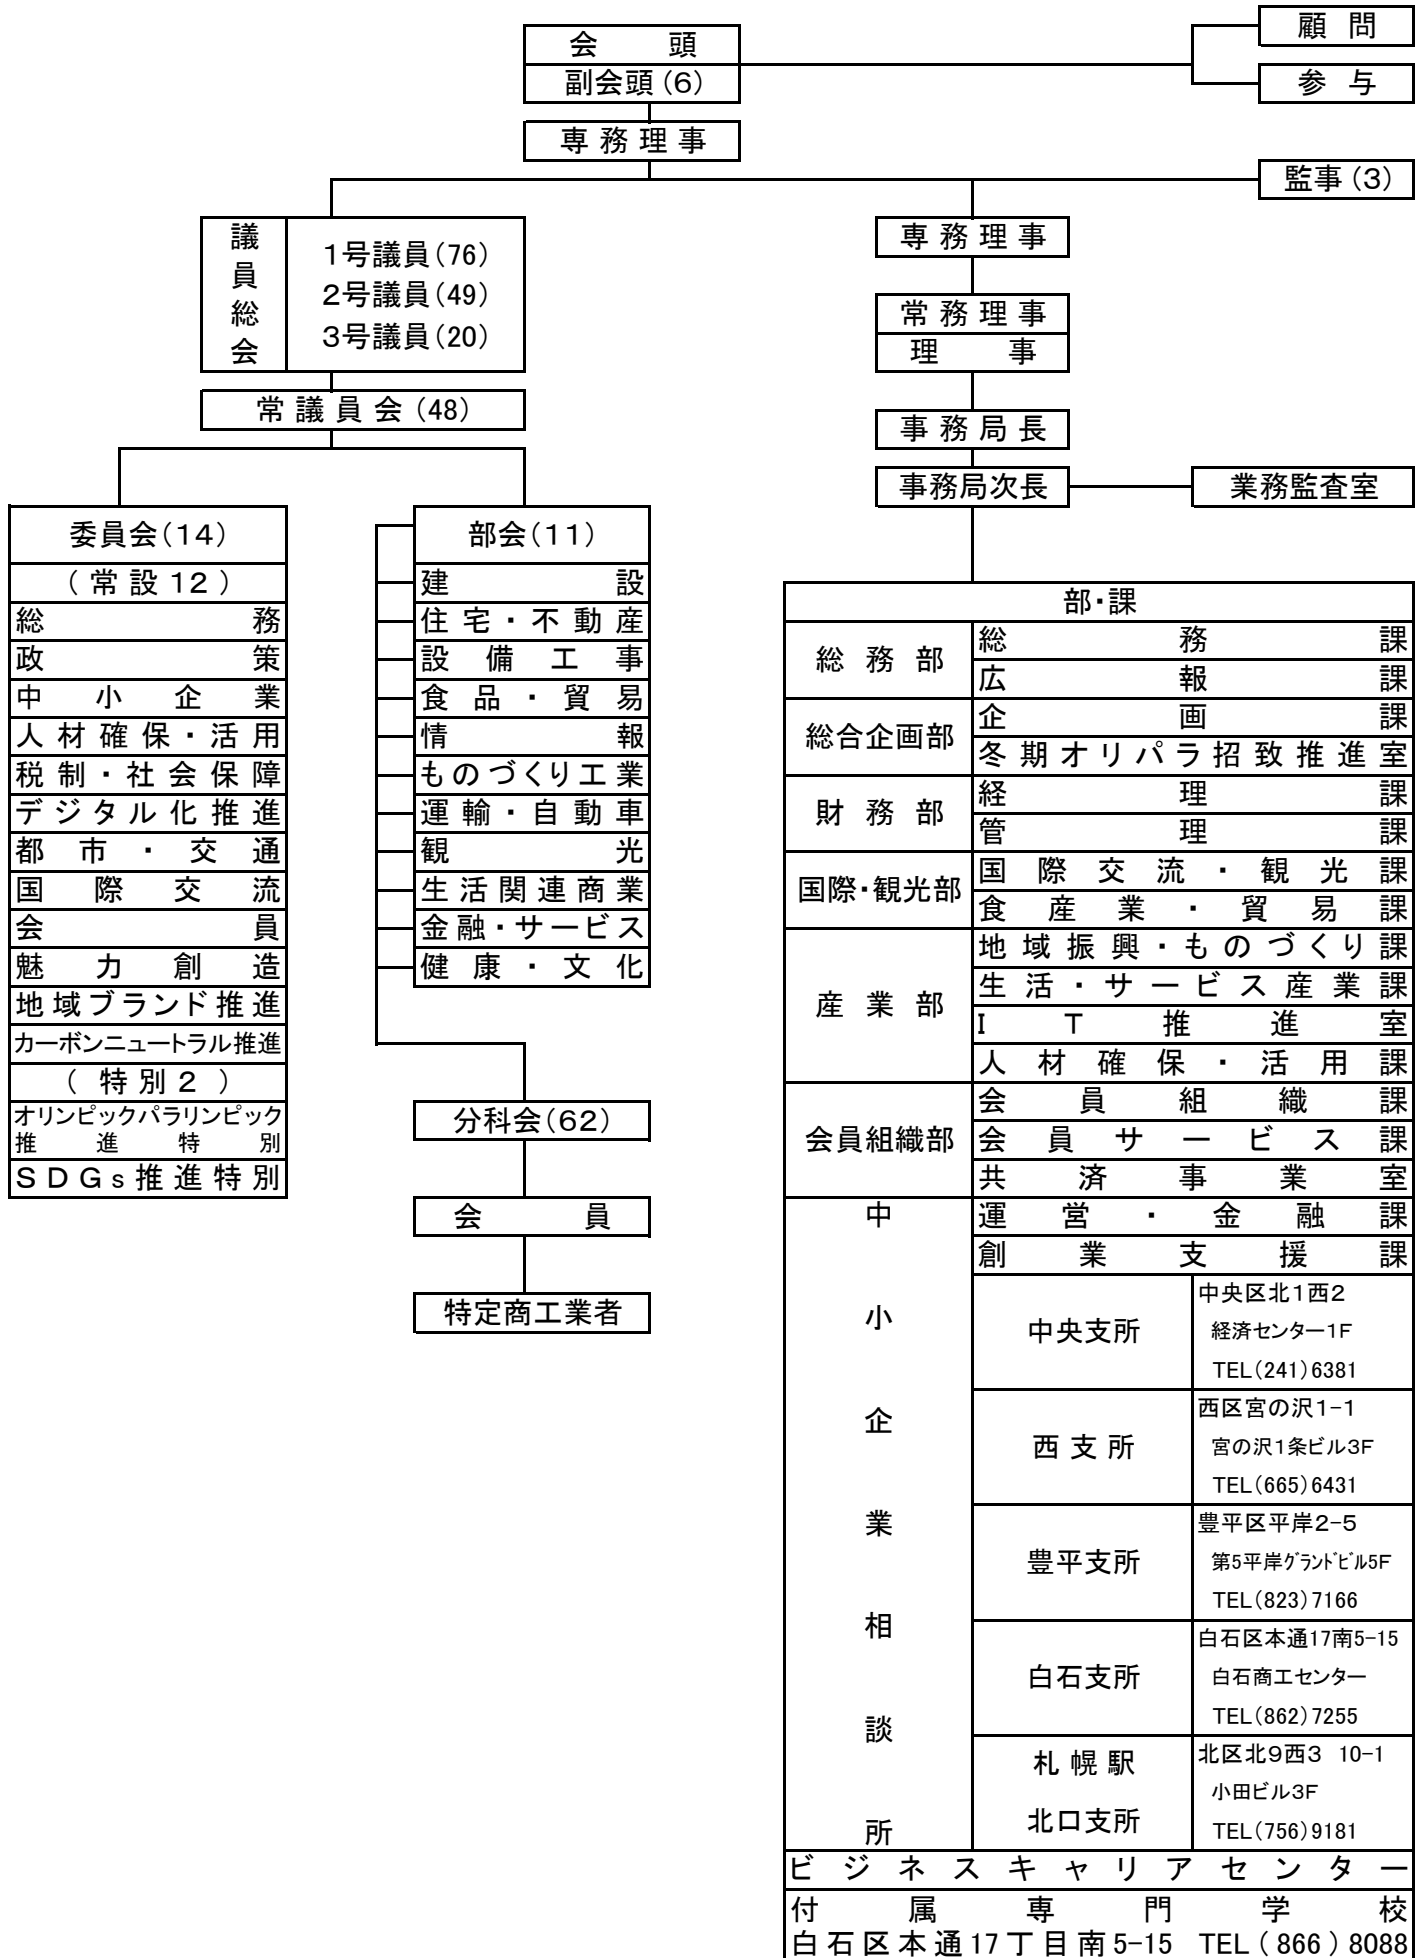 会頭
副会頭(6)
顧問
参与
専務理事
監事(3)
議員総会
1号議員(76)
2号議員(49)
3号議員(20)
常議員会(48)
専務理事
常務理事
理事
事務局長
事務局次長
業務監査室
委員会(14)
(常設12)
総務
政策
中小企業
人材確保・活用
税制・社会保障
デジタル化推進
都市・交通
国際交流
会員
魅力創造
地域ブランド推進
カーボンニュートラル推進
(特別2)
オリンピックパラリンピック
推進特別
SDGs推進特別
部会(11)
建設
住宅・不動産
設備工事
食品・貿易
情報
ものづくり工業
運輸・自動車
観光
生活関連商業
金融・サービス
健康・文化
分科会(62)
会員
特定商工業者
部・課
総務部
総務課
広報課
総合企画部
企画課
冬期オリパラ招致推進室
財務部
経理課
管理課
国際・観光部
国際交流・観光課
食産業・貿易課
産業部
地域振興・ものづくり課
生活・サービス産業課
IT推進室
人材確保・活用課
会員組織部
会員組織課
会員サービス課
共済事業室
中小企業相談所
運営・金融課
創業支援課
中央支所
中央区北1西2
経済センター1F
TEL(241)6381
西支所
西区宮の沢1-1
宮の沢1条ビル3F
TEL(665)6431
豊平支所
豊平区平岸2-5
第5平岸グランドビル5F
TEL(823)7166
白石支所
白石区本通17南5-15
白石商工センター
TEL(862)7255
札幌駅
北口支所
北区北9西3 10-1
小田ビル3F
TEL(756)9181
ビジネスキャリアセンター
付属専門学校
白石区本通17丁目南5-15 TEL(866)8088